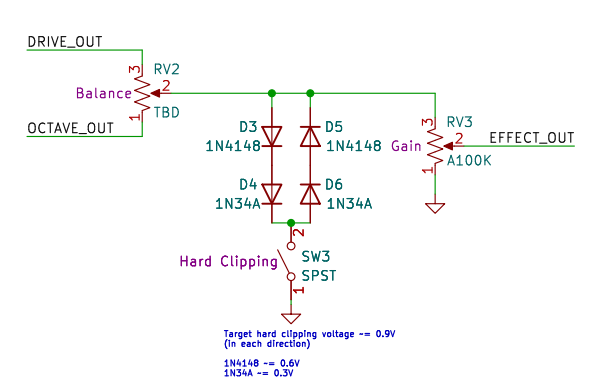 DRIVE_OUT
3
RV2
2
Balance
1
TBD
OCTAVE_OUT
D3
1N4148
D5
1N4148
3
RV3
2
Gain
1
A100K
EFFECT_OUT
D4
1N34A
D6
1N34A
2
Hard Clipping
SW3
SPST
1
Target hard clipping voltage ~= 0.9V
(in each direction)
1N4148 ~= 0.6V
1N34A ~= 0.3V